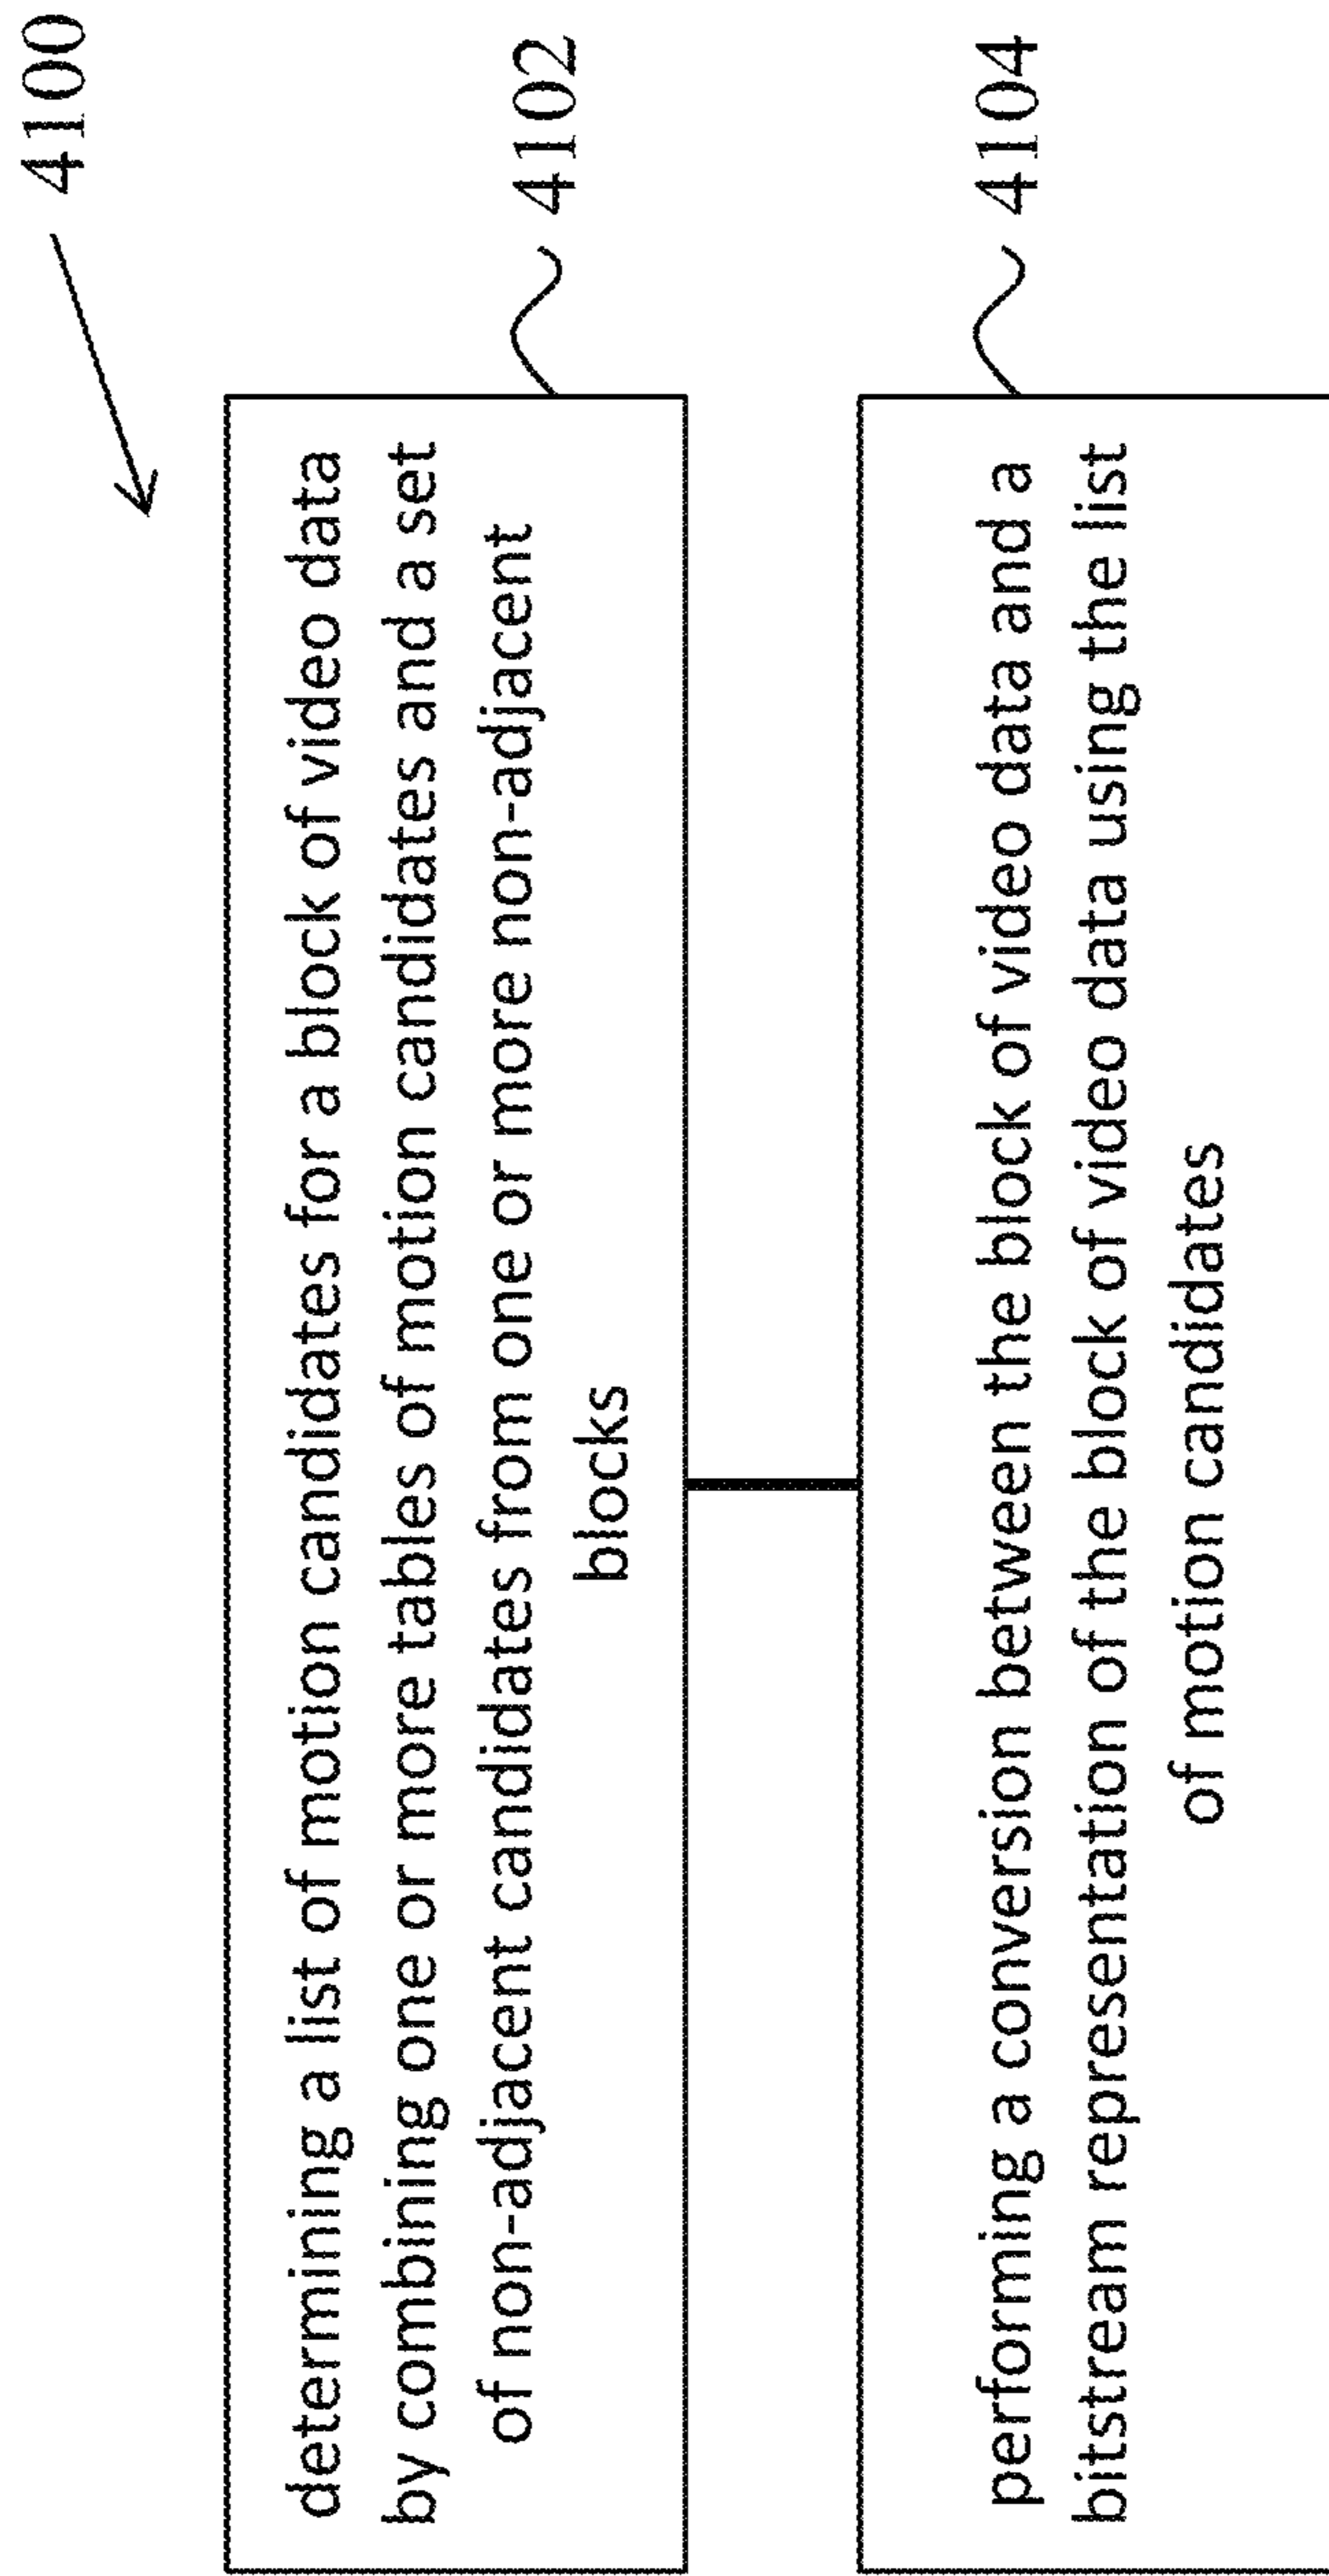 4100
determining a list of motion candidates for a block of video data
by combining one or more tables of motion candidates and a set
of non-adjacent candidates from one or more non-adjacent
blocks
4102
performing a conversion between the block of video data and a
bitstream representation of the block of video data using the list
of motion candidates
4104